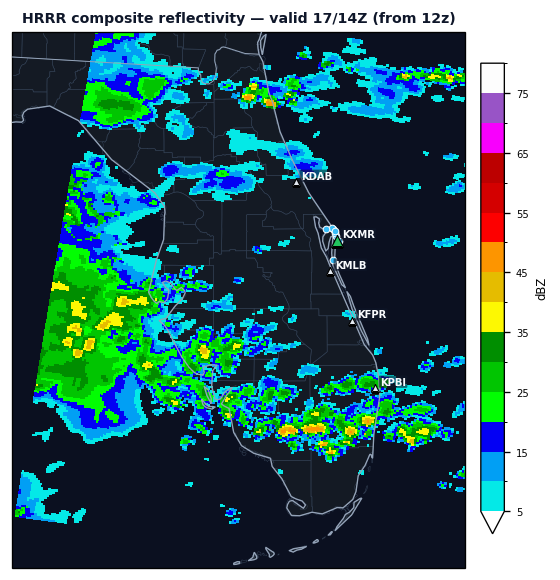 HRRR composite reflectivity — valid 17/14Z (from 12z)
75
65
KDAB
55
KXMR
45
KMLB
dBZ
KFPR
35
KPBI
25
15
5